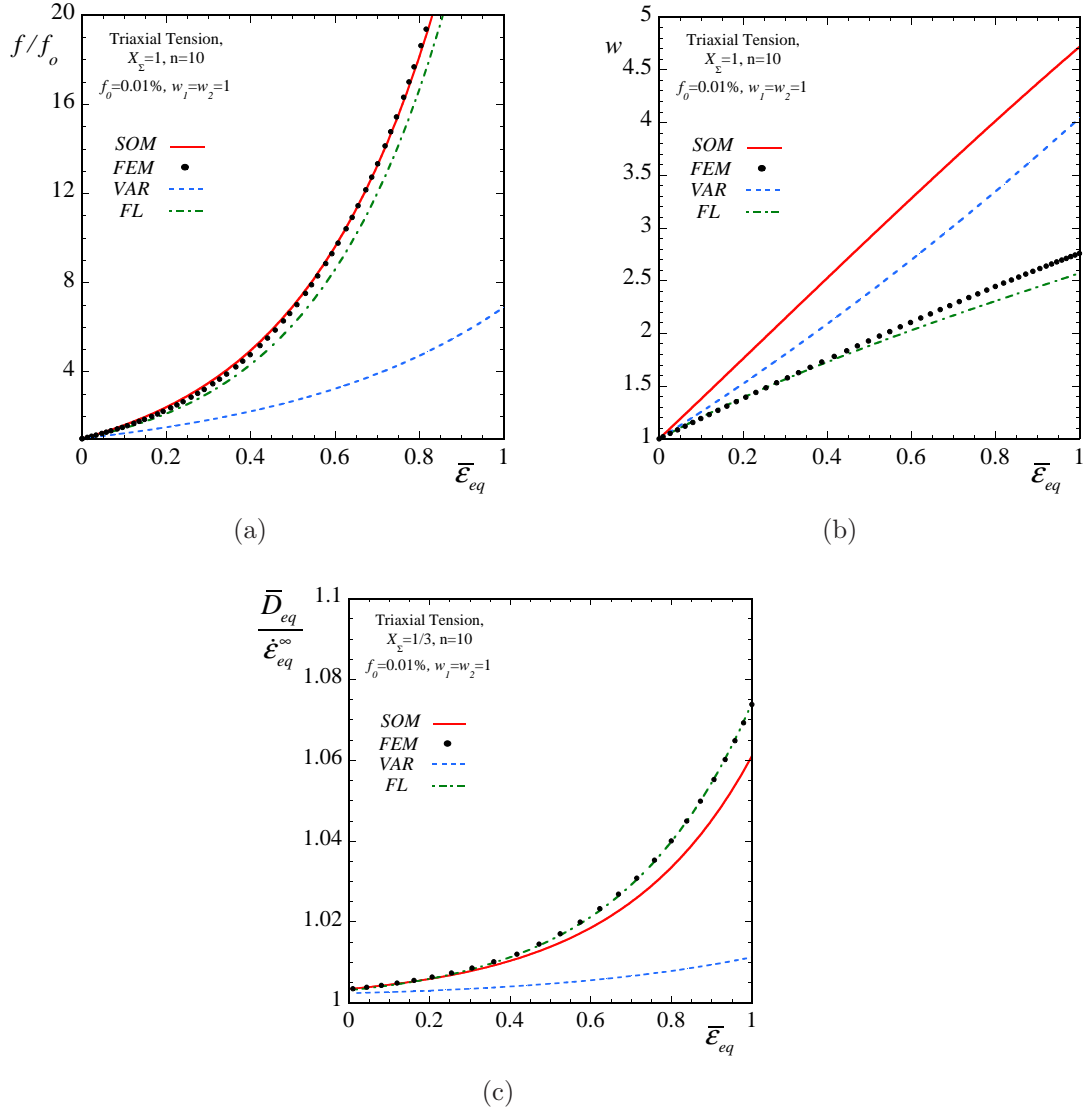 f/f_o
20
16
12
8
4
Triaxial Tension,
X_Σ=1, n=10
f_0=0.01%, w_1=w_2=1
SOM
FEM
VAR
FL
0 0.2 0.4 0.6 0.8 1
ε̅_eq
(a)
w
5
4.5
4
3.5
3
2.5
2
1.5
1
Triaxial Tension,
X_Σ=1, n=10
f_0=0.01%, w_1=w_2=1
SOM
FEM
VAR
FL
0 0.2 0.4 0.6 0.8 1
ε̅_eq
(b)
D̅_eq
ε̇^∞_eq
1.1
1.08
1.06
1.04
1.02
1
Triaxial Tension,
X_Σ=1/3, n=10
f_0=0.01%, w_1=w_2=1
SOM
FEM
VAR
FL
0 0.2 0.4 0.6 0.8 1
ε̅_eq
(c)